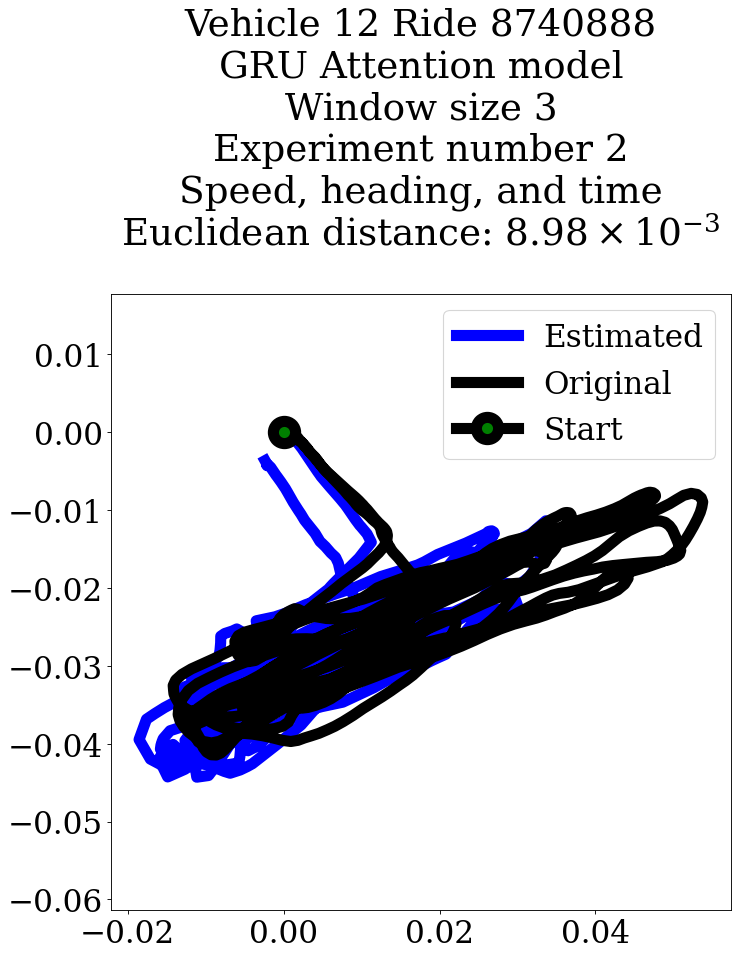 Vehicle 12 Ride 8740888
GRU Attention model
Window size 3
Experiment number 2
Speed, heading, and time
Euclidean distance: 8.98 × 10⁻³
Estimated
Original
Start
0.01
0.00
−0.01
−0.02
−0.03
−0.04
−0.05
−0.06
−0.02 0.00 0.02 0.04